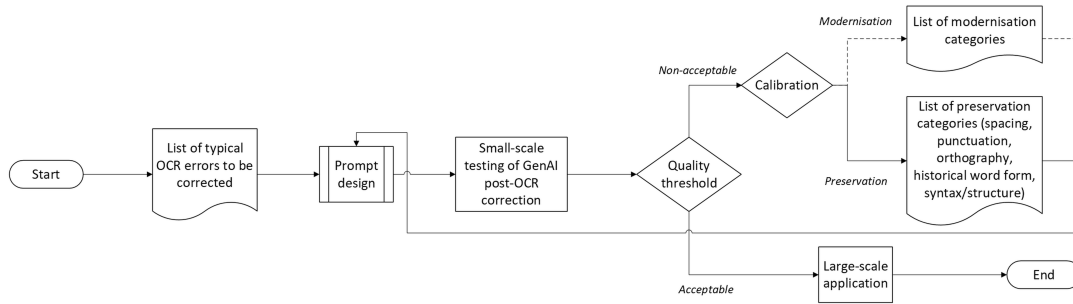 Start
List of typical
OCR errors to be
corrected
Prompt
design
Small-scale
testing of GenAI
post-OCR
correction
Quality
threshold
Non-acceptable
Calibration
Modernisation
List of modernisation
categories
Preservation
List of preservation
categories (spacing,
punctuation,
orthography,
historical word form,
syntax/structure)
Acceptable
Large-scale
application
End